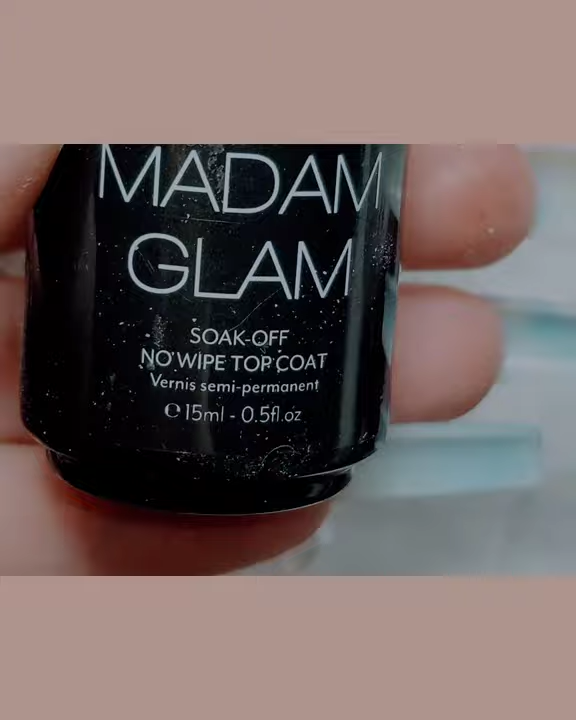 MADAM
GLAM
SOAK-OFF
NO WIPE TOP COAT
Vernis semi-permanent
℮ 15ml - 0.5fl.oz